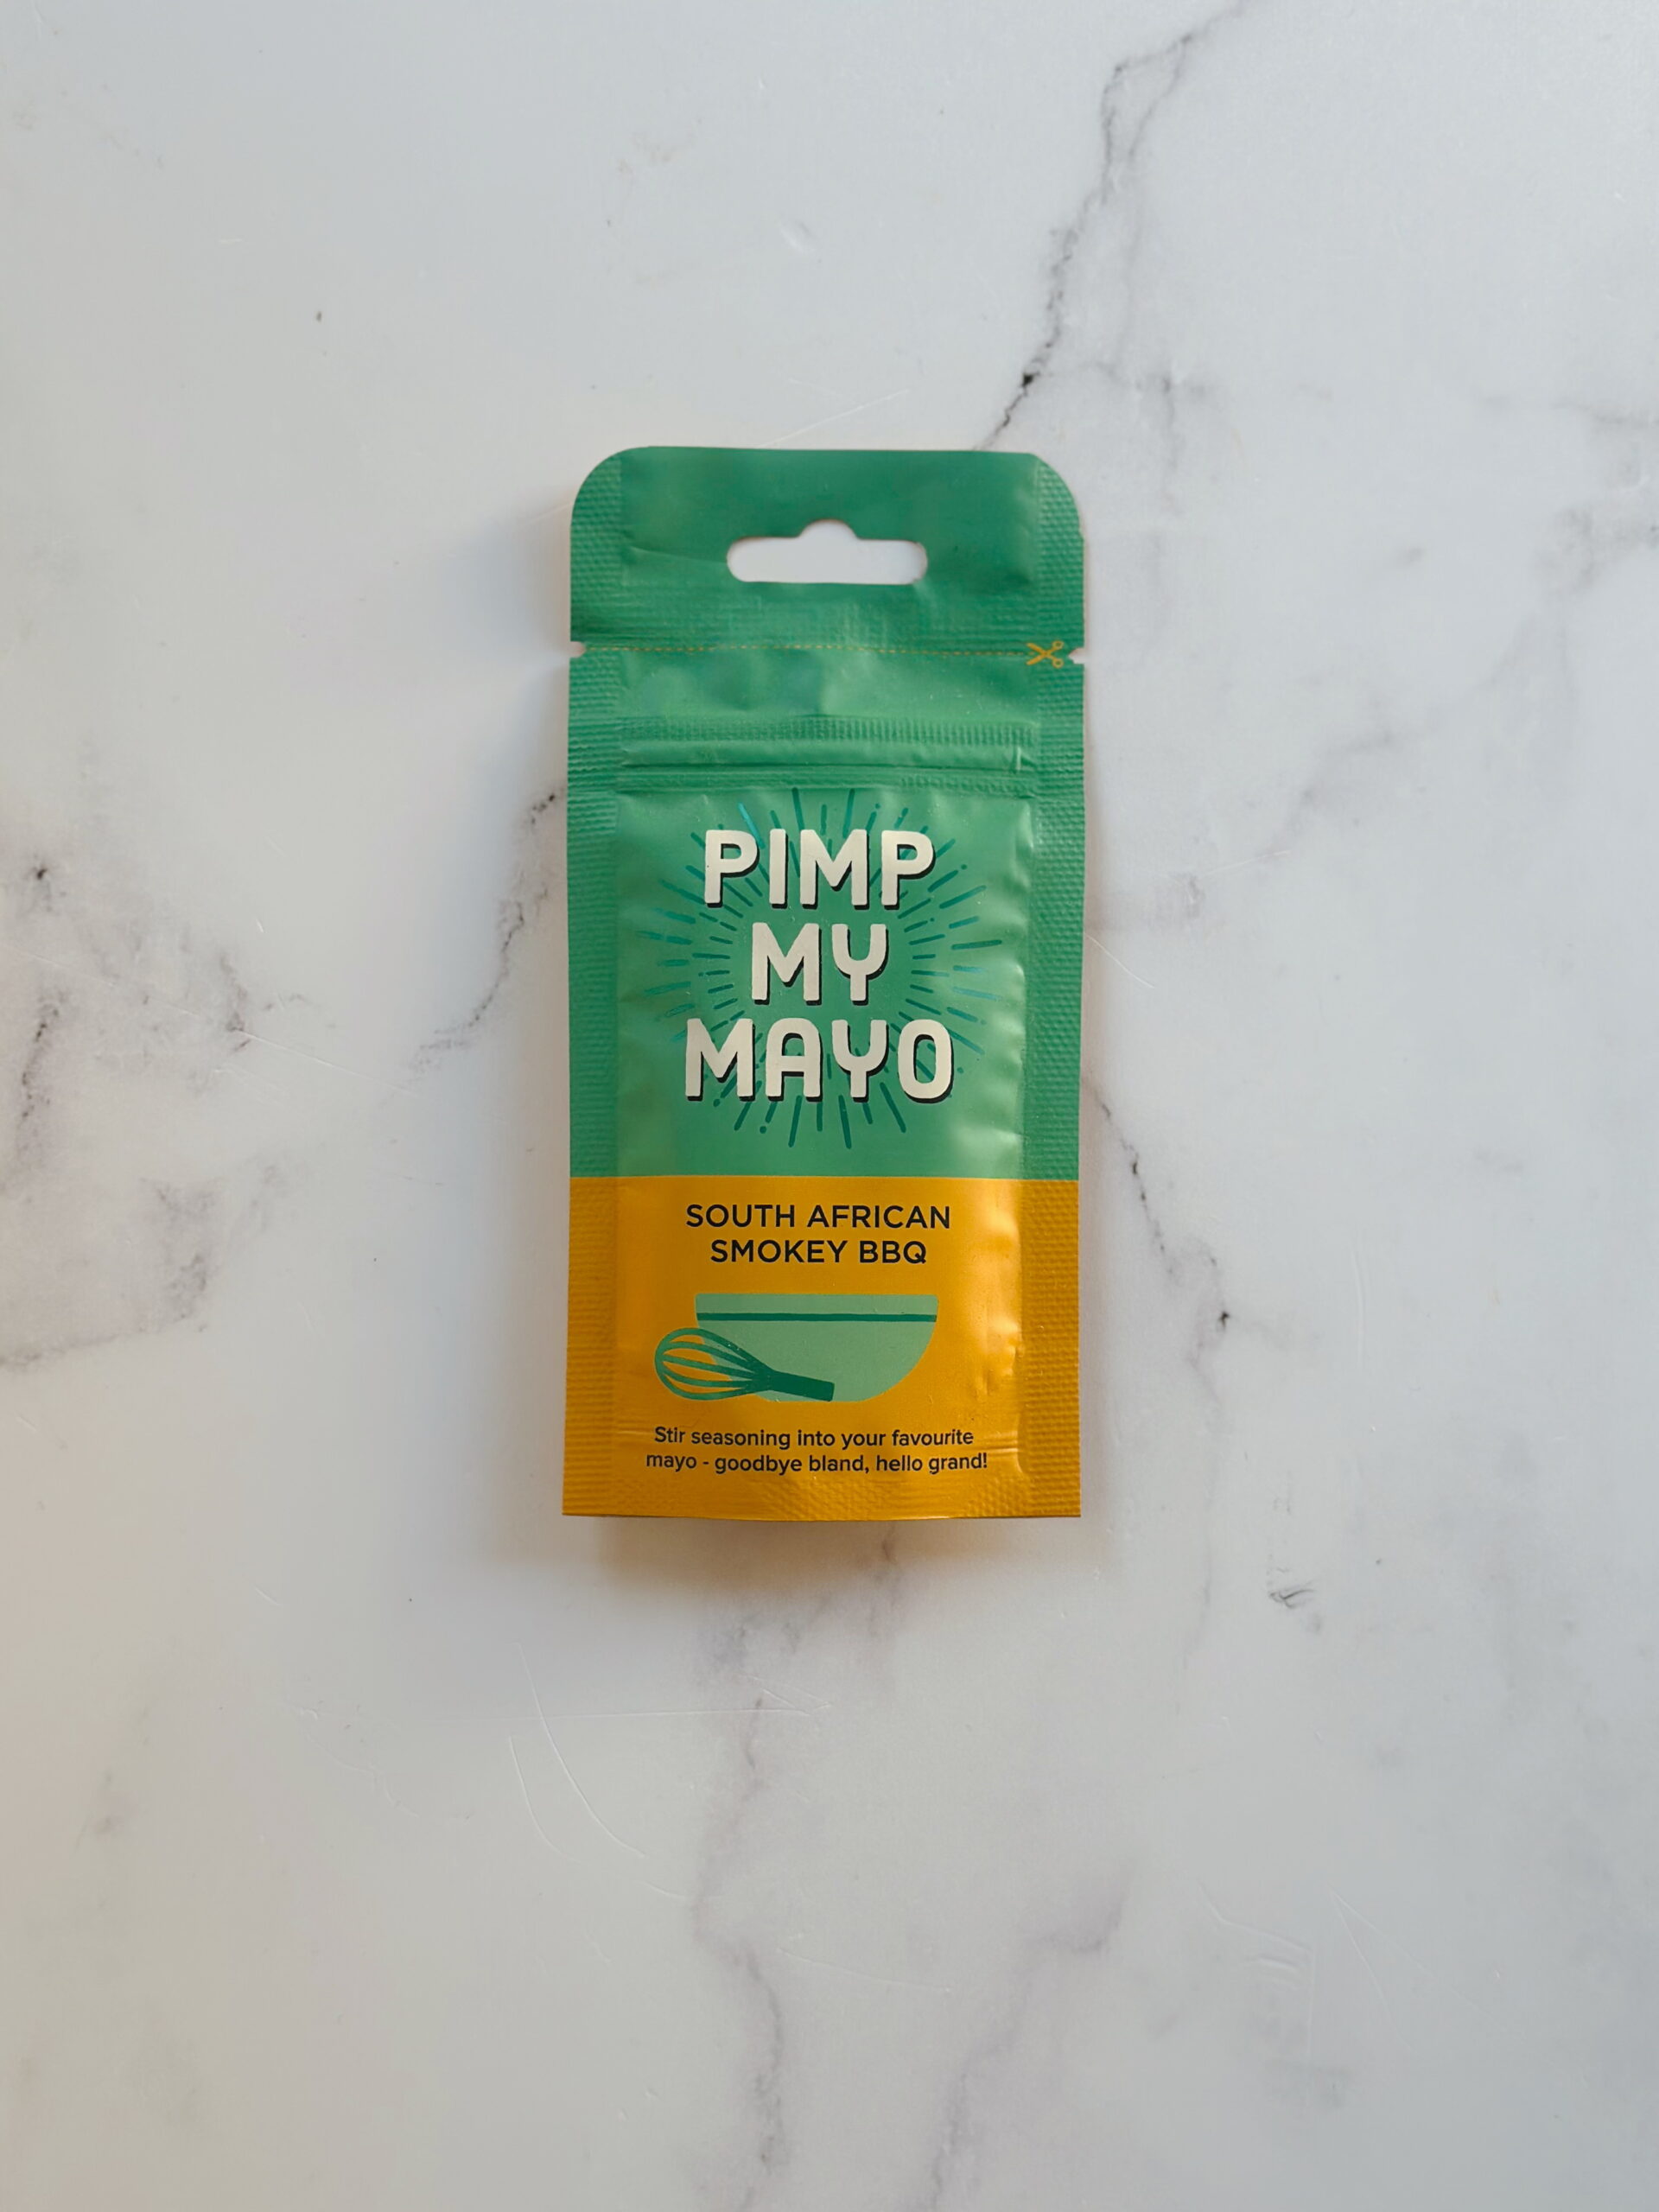 PIMP
MY
MAYO
SOUTH AFRICAN
SMOKEY BBQ
Stir seasoning into your favourite
mayo - goodbye bland, hello grand!